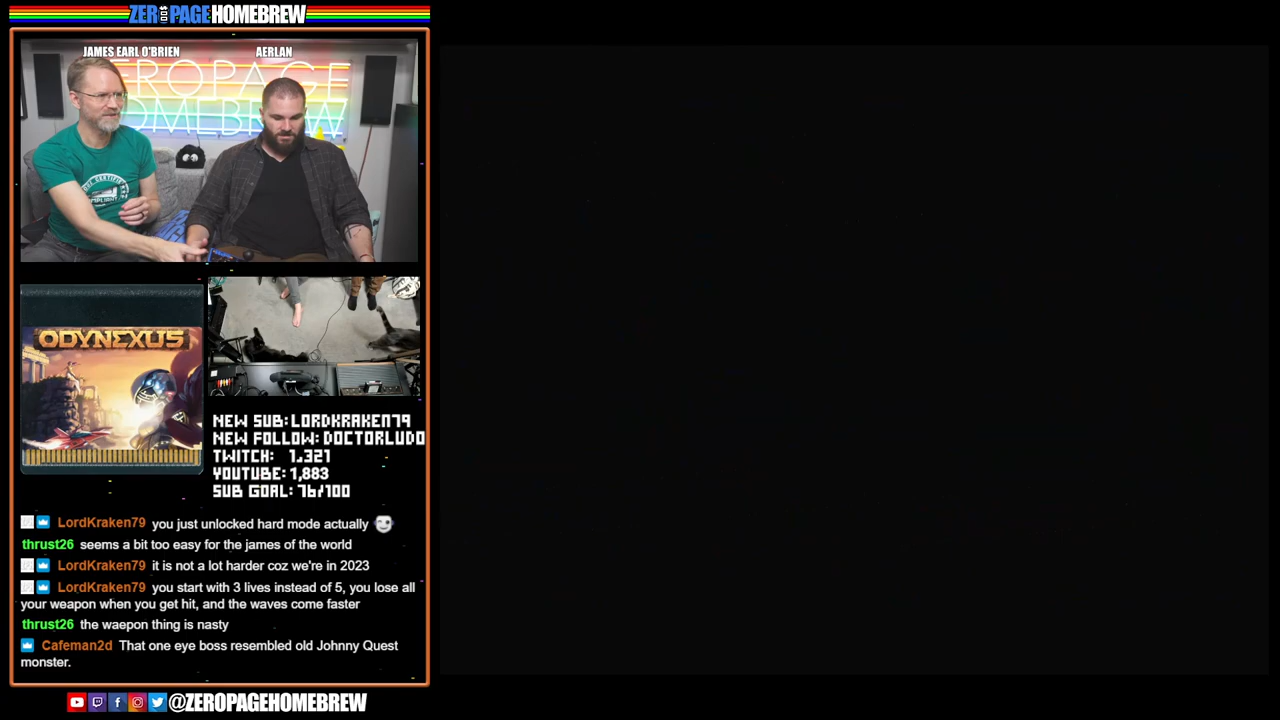 ZEROPAGEHOMEBREW
JAMES EARL O'BRIEN
AERLAN
EROPAGE
OMEBREW
ODYNEXUS
NEW SUB: LORDKRAKEN79
NEW FOLLOW: DOCTORLUDO
TWITCH: 1,321
YOUTUBE: 1,883
SUB GOAL: 76/100
LordKraken79 you just unlocked hard mode actually
thrust26 seems a bit too easy for the james of the world
LordKraken79 it is not a lot harder coz we're in 2023
LordKraken79 you start with 3 lives instead of 5, you lose all
your weapon when you get hit, and the waves come faster
thrust26 the waepon thing is nasty
Cafeman2d That one eye boss resembled old Johnny Quest
monster.
@ZEROPAGEHOMEBREW